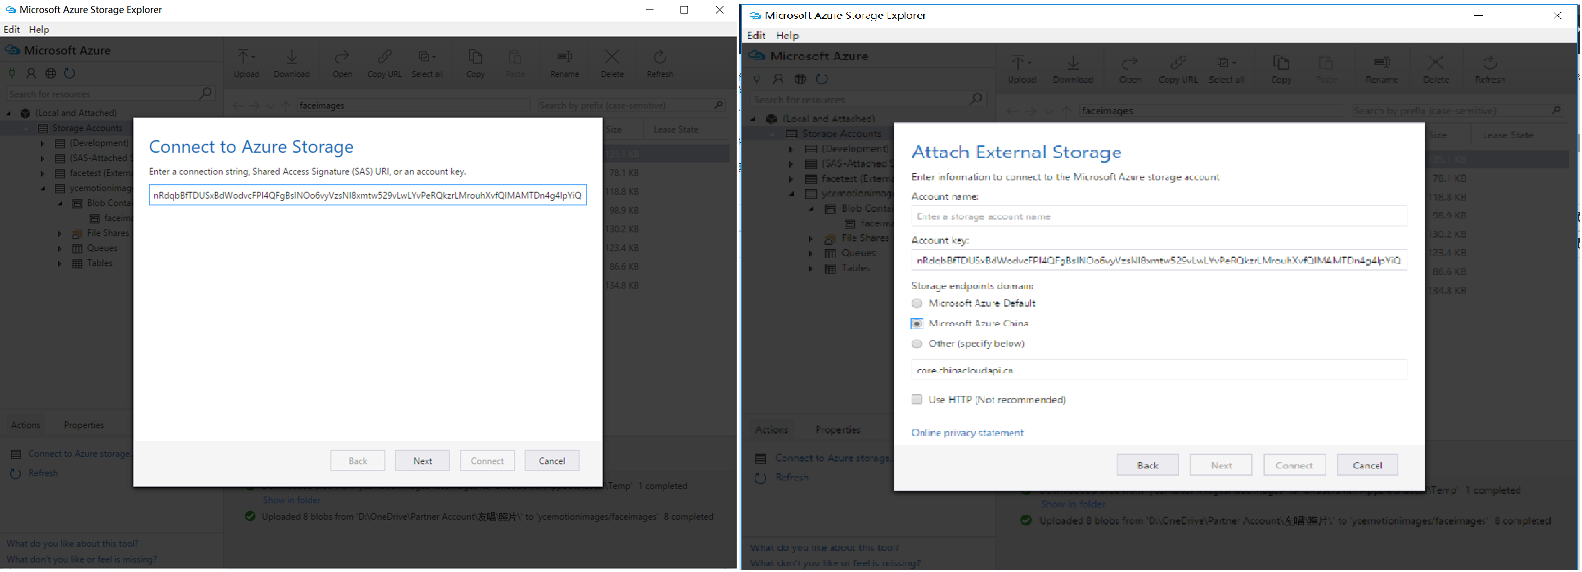 Microsoft Azure Storage Explorer
Edit Help
Microsoft Azure
Upload Download Open Copy URL Select all Copy Paste Rename Delete Refresh
Search for resources
faceimages
Search by prefix (case-sensitive)
(Local and Attached)
Storage Accounts
Size Lease State
(Development)
(SAS-Attached S
78.1 KB
facetest (Exter
118.8 KB
ycemotionimag
98.9 KB
Blob Conta
130.2 KB
faceim
123.4 KB
File Shares
86.6 KB
Queues
134.8 KB
Tables
Connect to Azure Storage
Enter a connection string, Shared Access Signature (SAS) URI, or an account key.
Back Next Connect Cancel
Actions Properties
Connect to Azure storage...
Refresh
\Temp' 1 completed
Show in folder
Uploaded 8 blobs from 'D:\OneDrive\Partner Account\友唱\照片\' to 'ycemotionimages/faceimages' 8 completed
What do you like about this tool?
What don't you like or feel is missing?
Microsoft Azure Storage Explorer
Edit Help
Microsoft Azure
Upload Download Open Copy URL Select all Copy Paste Rename Delete Refresh
Search for resources
faceimages
Search by prefix (case-sensitive)
(Local and Attached)
Storage Accounts
Size Lease State
(Development)
(SAS-Attached S
78.1 KB
facetest (Exter
118.8 KB
ycemotionimag
98.9 KB
Blob Conta
130.2 KB
faceim
123.4 KB
File Shares
86.6 KB
Queues
134.8 KB
Tables
Attach External Storage
Enter information to connect to the Microsoft Azure storage account
Account name:
Enter a storage account name
Account key:
Storage endpoints domain:
Microsoft Azure Default
Microsoft Azure China
Other (specify below)
core.chinacloudapi.cn
Use HTTP (Not recommended)
Online privacy statement
Back Next Connect Cancel
Actions Properties
Connect to Azure storage...
Refresh
\Temp' 1 completed
Show in folder
Uploaded 8 blobs from 'D:\OneDrive\Partner Account\友唱\照片\' to 'ycemotionimages/faceimages' 8 completed
What do you like about this tool?
What don't you like or feel is missing?